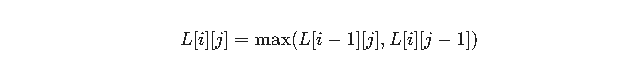 L[i][j] = max(L[i − 1][j], L[i][j − 1])